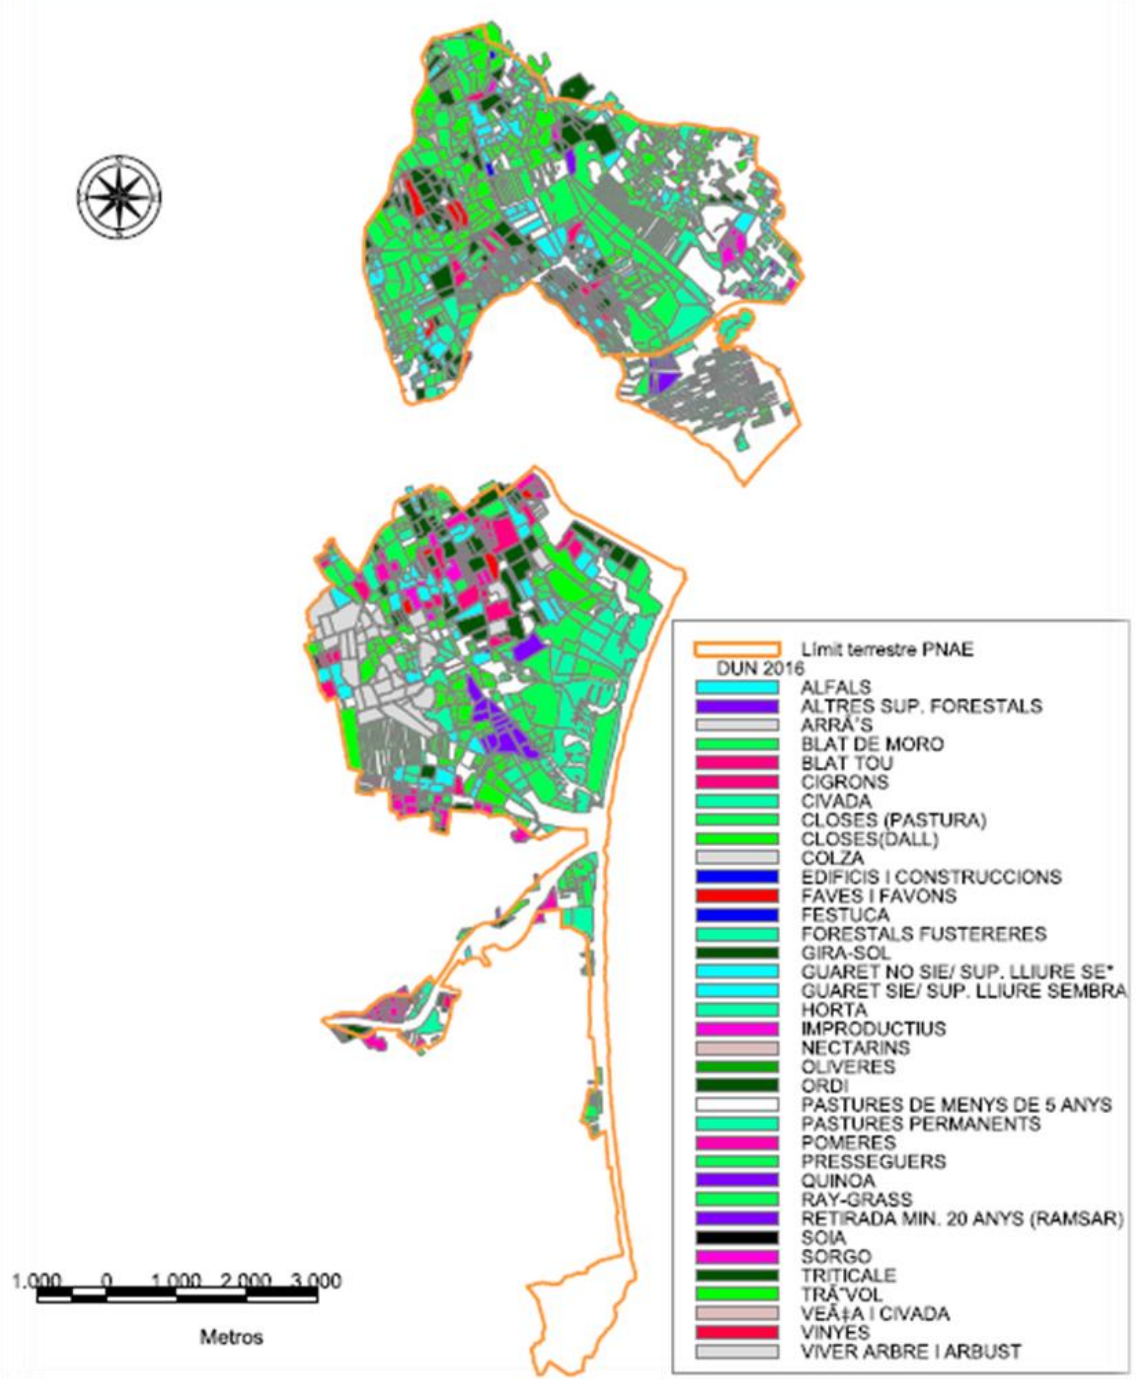 Límit terrestre PNAE
DUN 2016
ALFALS
ALTRES SUP. FORESTALS
ARRÃ’S
BLAT DE MORO
BLAT TOU
CIGRONS
CIVADA
CLOSES (PASTURA)
CLOSES(DALL)
COLZA
EDIFICIS I CONSTRUCCIONS
FAVES I FAVONS
FESTUCA
FORESTALS FUSTERERES
GIRA-SOL
GUARET NO SIE/ SUP. LLIURE SE*
GUARET SIE/ SUP. LLIURE SEMBRA
HORTA
IMPRODUCTIUS
NECTARINS
OLIVERES
ORDI
PASTURES DE MENYS DE 5 ANYS
PASTURES PERMANENTS
POMERES
PRESSEGUERS
QUINOA
RAY-GRASS
RETIRADA MIN. 20 ANYS (RAMSAR)
SOIA
SORGO
TRITICALE
TRÃˆVOL
VEÃ‡A I CIVADA
VINYES
VIVER ARBRE I ARBUST
1.000 0 1.000 2.000 3.000
Metros